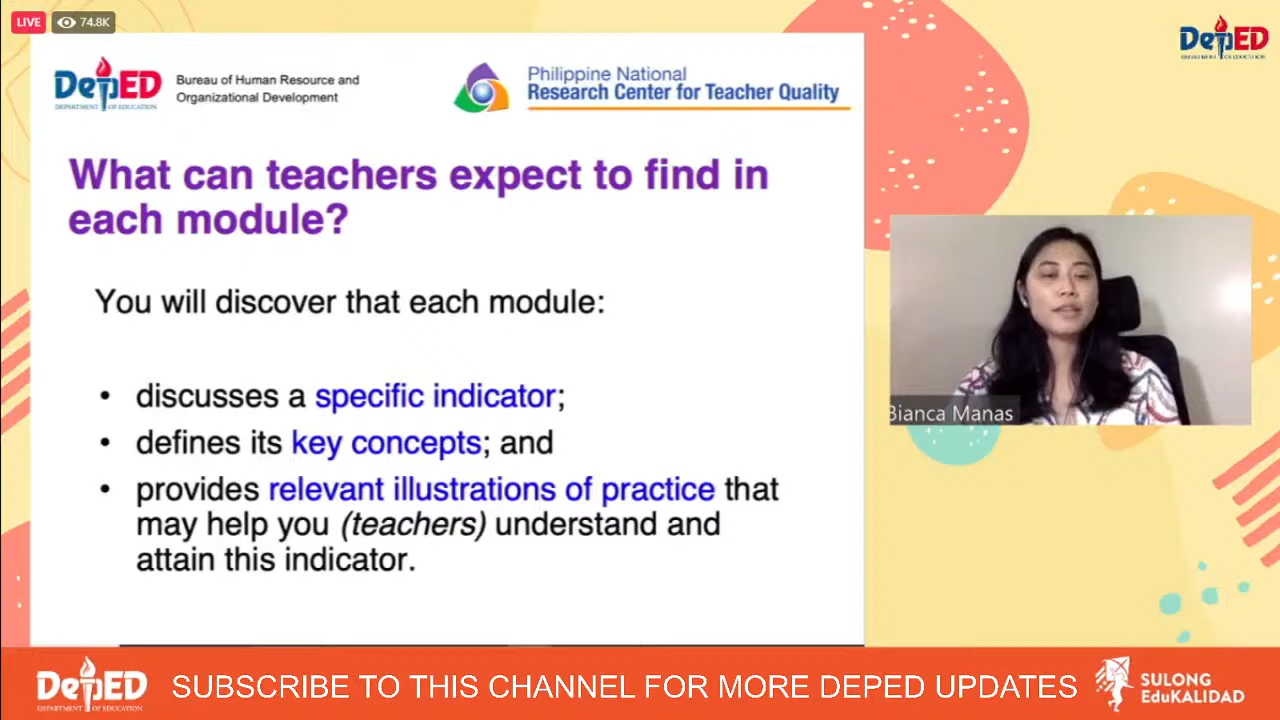 LIVE
74.8K
DepED
DEPARTMENT OF EDUCATION
Bureau of Human Resource and
Organizational Development
Philippine National
Research Center for Teacher Quality
DepED
DEPARTMENT OF EDUCATION
What can teachers expect to find in
each module?
You will discover that each module:
• discusses a specific indicator;
• defines its key concepts; and
• provides relevant illustrations of practice that
may help you (teachers) understand and
attain this indicator.
Bianca Manas
DepED
DEPARTMENT OF EDUCATION
SUBSCRIBE TO THIS CHANNEL FOR MORE DEPED UPDATES
SULONG
EduKALIDAD